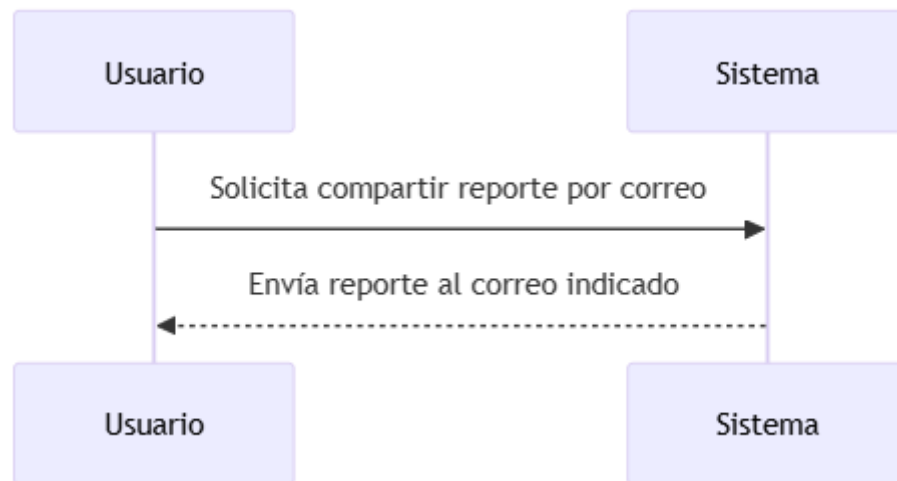 Usuario
Sistema
Solicita compartir reporte por correo
Envía reporte al correo indicado
Usuario
Sistema